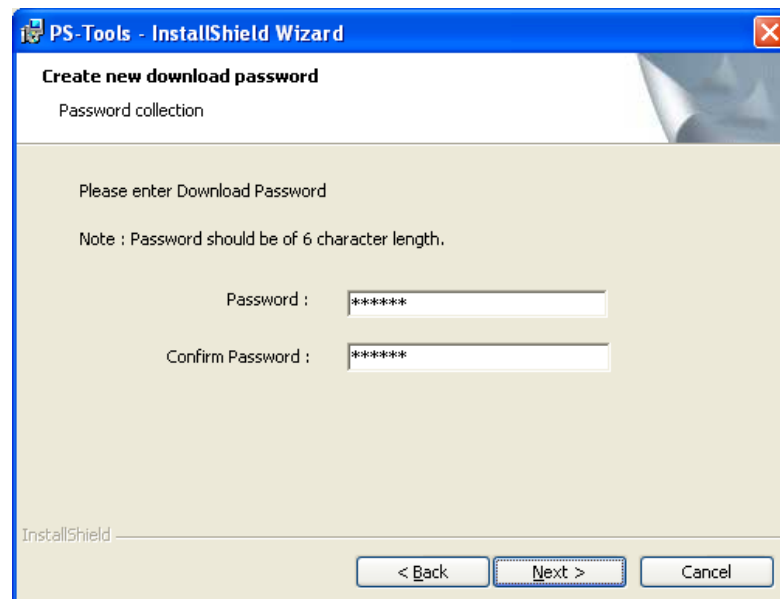 PS-Tools - InstallShield Wizard
Create new download password
Password collection
Please enter Download Password
Note : Password should be of 6 character length.
Password : ******
Confirm Password : ******
InstallShield
< Back Next > Cancel